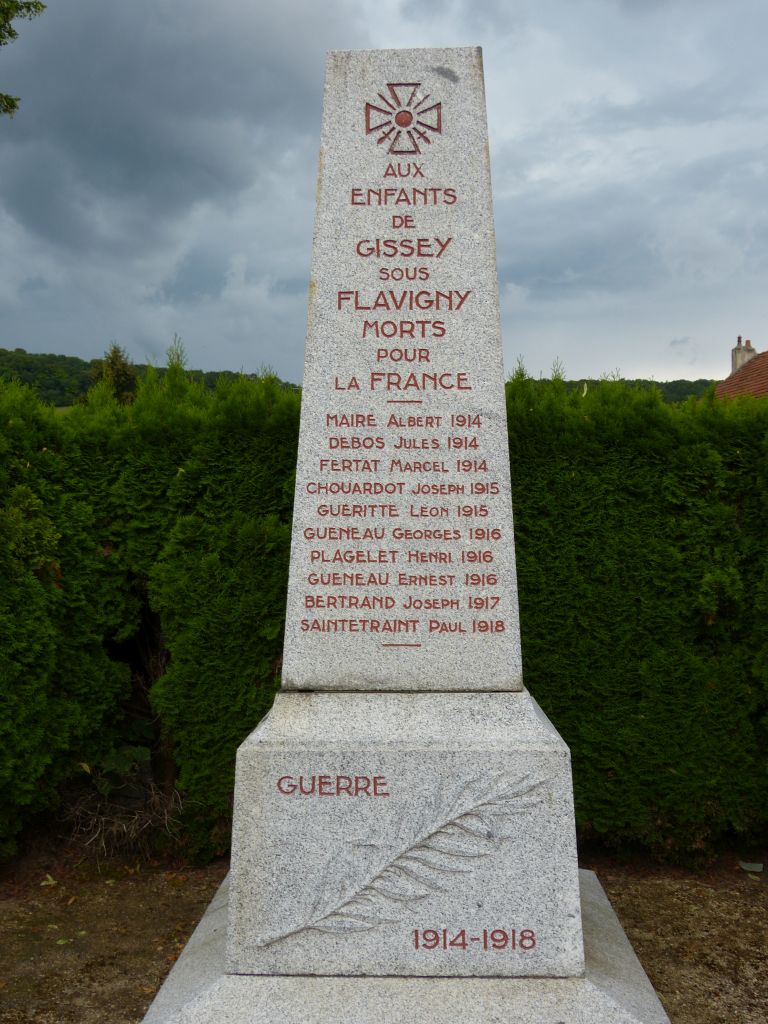 AUX
ENFANTS
DE
GISSEY
SOUS
FLAVIGNY
MORTS
POUR
LA FRANCE
MAIRE ALBERT 1914
DEBOS JULES 1914
FERTAT MARCEL 1914
CHOUARDOT JOSEPH 1915
GUERITTE LÉON 1915
GUENEAU GEORGES 1916
PLAGELET HENRI 1916
GUENEAU ERNEST 1916
BERTRAND JOSEPH 1917
SAINTETRAINT PAUL 1918
GUERRE
1914-1918